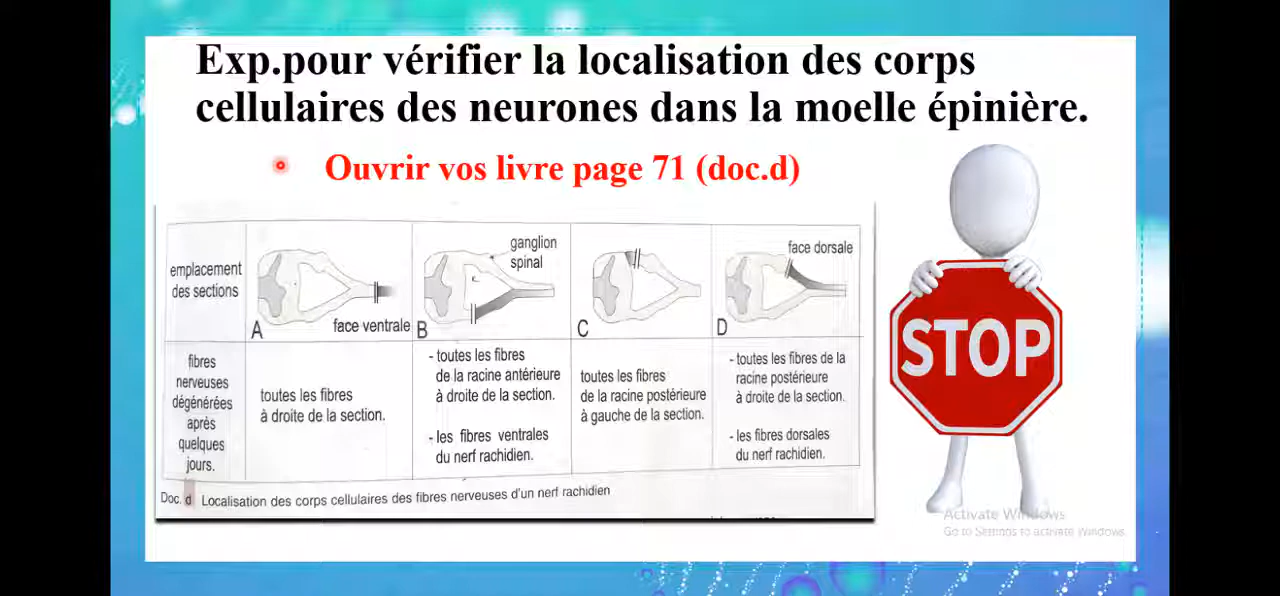 Exp.pour vérifier la localisation des corps
cellulaires des neurones dans la moelle épinière.
Ouvrir vos livre page 71 (doc.d)
emplacement
des sections
A
face ventrale
B
ganglion
spinal
C
D
face dorsale
fibres
nerveuses
dégénérées
après
quelques
jours.
toutes les fibres
à droite de la section.
- toutes les fibres
de la racine antérieure
à droite de la section.
- les fibres ventrales
du nerf rachidien.
toutes les fibres
de la racine postérieure
à gauche de la section.
- toutes les fibres de la
racine postérieure
à droite de la section.
- les fibres dorsales
du nerf rachidien.
Doc. d Localisation des corps cellulaires des fibres nerveuses d'un nerf rachidien
STOP
Activate Windows
Go to Settings to activate Windows.